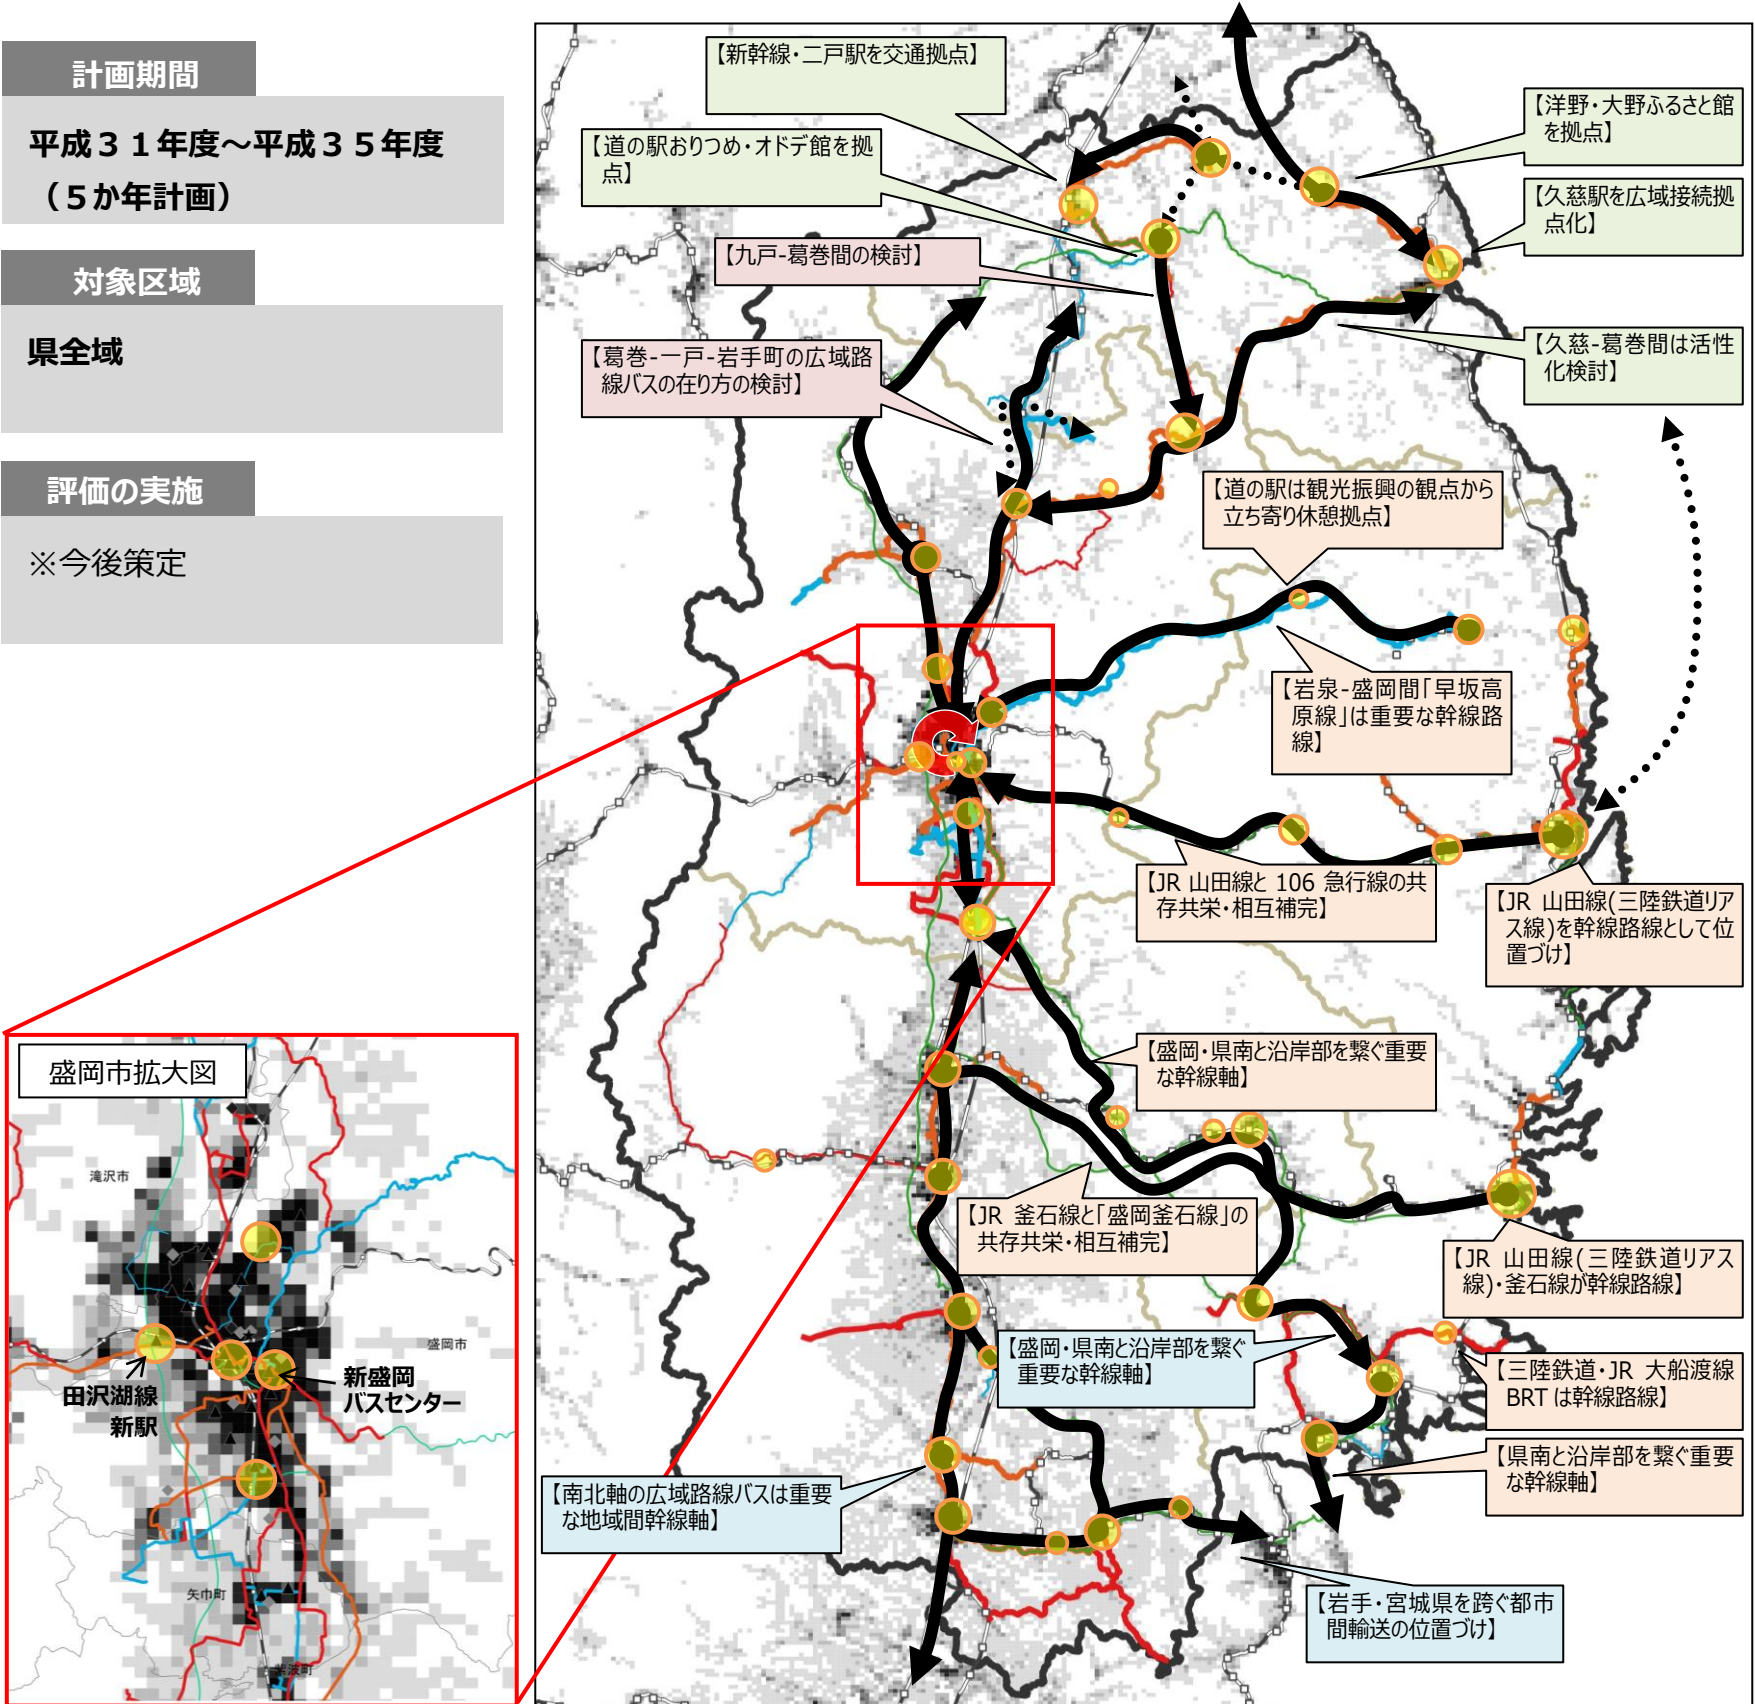 計画期間
平成３１年度～平成３５年度
（５か年計画）
対象区域
県全域
評価の実施
※今後策定
【新幹線・二戸駅を交通拠点】
【道の駅おりつめ・オドデ館を拠
点】
【九戸-葛巻間の検討】
【葛巻-一戸-岩手町の広域路
線バスの在り方の検討】
【洋野・大野ふるさと館
を拠点】
【久慈駅を広域接続拠
点化】
【久慈-葛巻間は活性
化検討】
【道の駅は観光振興の観点から
立ち寄り休憩拠点】
【岩泉-盛岡間「早坂高
原線」は重要な幹線路
線】
【JR 山田線と 106 急行線の共
存共栄・相互補完】
【JR 山田線(三陸鉄道リア
ス線)を幹線路線として位
置づけ】
【盛岡・県南と沿岸部を繋ぐ重要
な幹線軸】
【JR 釜石線と「盛岡釜石線」の
共存共栄・相互補完】
【JR 山田線(三陸鉄道リアス
線)・釜石線が幹線路線】
【盛岡・県南と沿岸部を繋ぐ
重要な幹線軸】
【三陸鉄道・JR 大船渡線
BRT は幹線路線】
【県南と沿岸部を繋ぐ重要
な幹線軸】
【南北軸の広域路線バスは重要
な地域間幹線軸】
【岩手・宮城県を跨ぐ都市
間輸送の位置づけ】
盛岡市拡大図
滝沢市
盛岡市
田沢湖線
新駅
新盛岡
バスセンター
矢巾町
紫波町